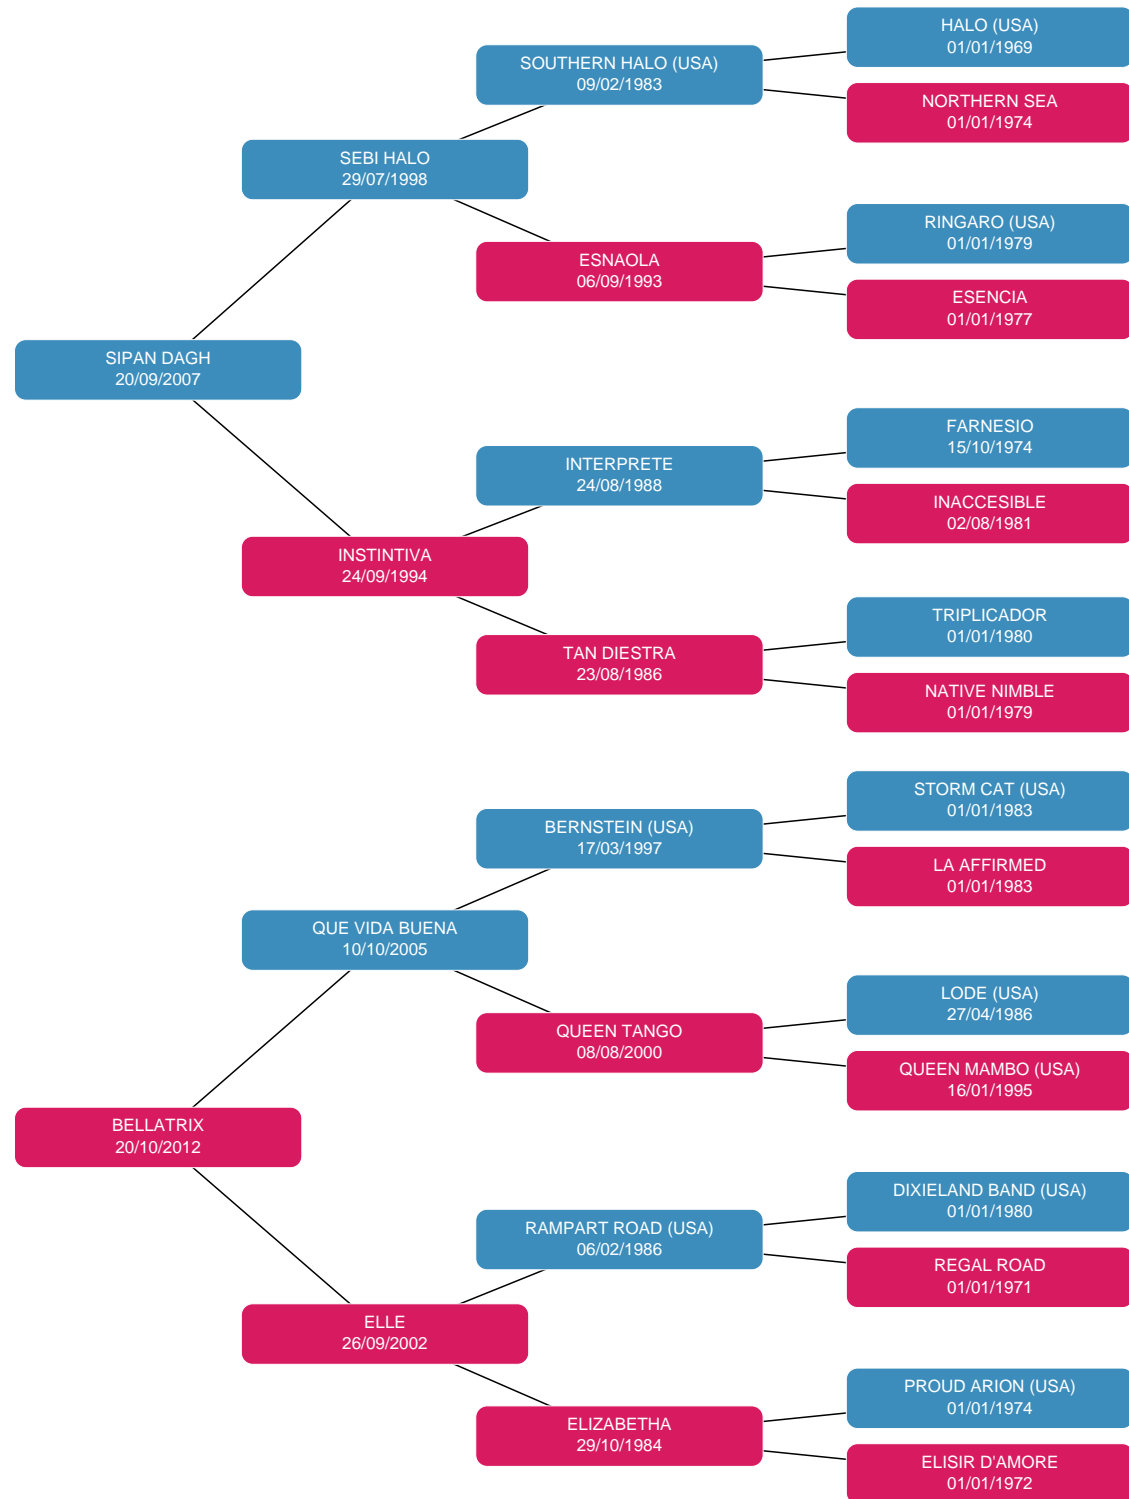 HALO (USA)
01/01/1969
SOUTHERN HALO (USA)
09/02/1983
NORTHERN SEA
01/01/1974
SEBI HALO
29/07/1998
RINGARO (USA)
01/01/1979
ESNAOLA
06/09/1993
ESENCIA
01/01/1977
SIPAN DAGH
20/09/2007
FARNESIO
15/10/1974
INTERPRETE
24/08/1988
INACCESIBLE
02/08/1981
INSTINTIVA
24/09/1994
TRIPLICADOR
01/01/1980
TAN DIESTRA
23/08/1986
NATIVE NIMBLE
01/01/1979
STORM CAT (USA)
01/01/1983
BERNSTEIN (USA)
17/03/1997
LA AFFIRMED
01/01/1983
QUE VIDA BUENA
10/10/2005
LODE (USA)
27/04/1986
QUEEN TANGO
08/08/2000
QUEEN MAMBO (USA)
16/01/1995
BELLATRIX
20/10/2012
DIXIELAND BAND (USA)
01/01/1980
RAMPART ROAD (USA)
06/02/1986
REGAL ROAD
01/01/1971
ELLE
26/09/2002
PROUD ARION (USA)
01/01/1974
ELIZABETHA
29/10/1984
ELISIR D'AMORE
01/01/1972